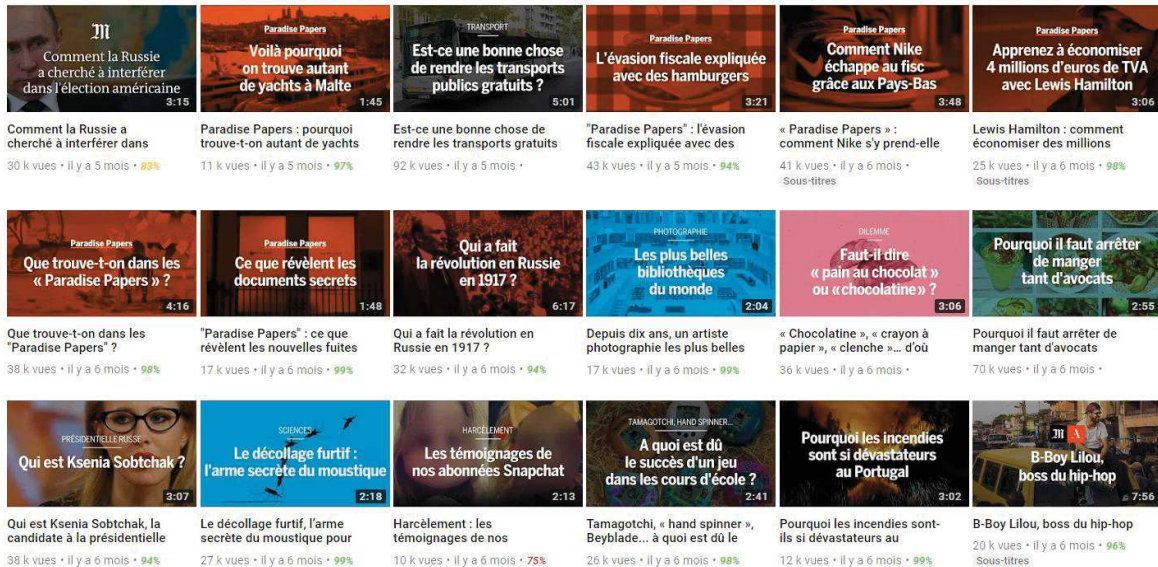 M
Comment la Russie
a cherché à interférer
dans l'élection américaine
3:15
Comment la Russie a
cherché à interférer dans
30 k vues • il y a 5 mois • 83%
Paradise Papers
Voilà pourquoi
on trouve autant
de yachts à Malte
1:45
Paradise Papers : pourquoi
trouve-t-on autant de yachts
11 k vues • il y a 5 mois • 97%
TRANSPORT
Est-ce une bonne chose
de rendre les transports
publics gratuits ?
5:01
Est-ce une bonne chose de
rendre les transports gratuits
92 k vues • il y a 5 mois •
Paradise Papers
L'évasion fiscale expliquée
avec des hamburgers
3:21
"Paradise Papers" : l'évasion
fiscale expliquée avec des
43 k vues • il y a 5 mois • 94%
Paradise Papers
Comment Nike
échappe au fisc
grâce aux Pays-Bas
3:48
« Paradise Papers » :
comment Nike s'y prend-elle
41 k vues • il y a 6 mois •
Sous-titres
Paradise Papers
Apprenez à économiser
4 millions d'euros de TVA
avec Lewis Hamilton
3:06
Lewis Hamilton : comment
économiser des millions
25 k vues • il y a 6 mois • 98%
Sous-titres
Paradise Papers
Que trouve-t-on dans les
« Paradise Papers » ?
4:16
Que trouve-t-on dans les
"Paradise Papers" ?
38 k vues • il y a 6 mois • 98%
Paradise Papers
Ce que révèlent les
documents secrets
1:48
"Paradise Papers" : ce que
révèlent les nouvelles fuites
17 k vues • il y a 6 mois • 99%
Qui a fait
la révolution en Russie
en 1917 ?
6:17
Qui a fait la révolution en
Russie en 1917 ?
32 k vues • il y a 6 mois • 94%
PHOTOGRAPHIE
Les plus belles
bibliothèques
du monde
2:04
Depuis dix ans, un artiste
photographie les plus belles
17 k vues • il y a 6 mois • 99%
DILEMME
Faut-il dire
« pain au chocolat »
ou « chocolatine » ?
3:06
« Chocolatine », « crayon à
papier », « clenche »... d'où
36 k vues • il y a 6 mois •
Pourquoi il faut arrêter
de manger
tant d'avocats
2:55
Pourquoi il faut arrêter de
manger tant d'avocats
70 k vues • il y a 6 mois •
PRÉSIDENTIELLE RUSSE
Qui est Ksenia Sobtchak ?
3:07
Qui est Ksenia Sobtchak, la
candidate à la présidentielle
38 k vues • il y a 6 mois • 94%
SCIENCES
Le décollage furtif :
l'arme secrète du moustique
2:18
Le décollage furtif, l'arme
secrète du moustique pour
27 k vues • il y a 6 mois • 99%
HARCÈLEMENT
Les témoignages de
nos abonnées Snapchat
2:13
Harcèlement : les
témoignages de nos
10 k vues • il y a 6 mois • 75%
TAMAGOTCHI, HAND SPINNER...
A quoi est dû
le succès d'un jeu
dans les cours d'école ?
2:41
Tamagotchi, « hand spinner »,
Beyblade... à quoi est dû le
26 k vues • il y a 6 mois • 98%
Pourquoi les incendies
sont si dévastateurs
au Portugal
3:02
Pourquoi les incendies sont-
ils si dévastateurs au
12 k vues • il y a 6 mois • 99%
M A
B-Boy Lilou,
boss du hip-hop
7:56
B-Boy Lilou, boss du hip-hop
20 k vues • il y a 6 mois • 96%
Sous-titres